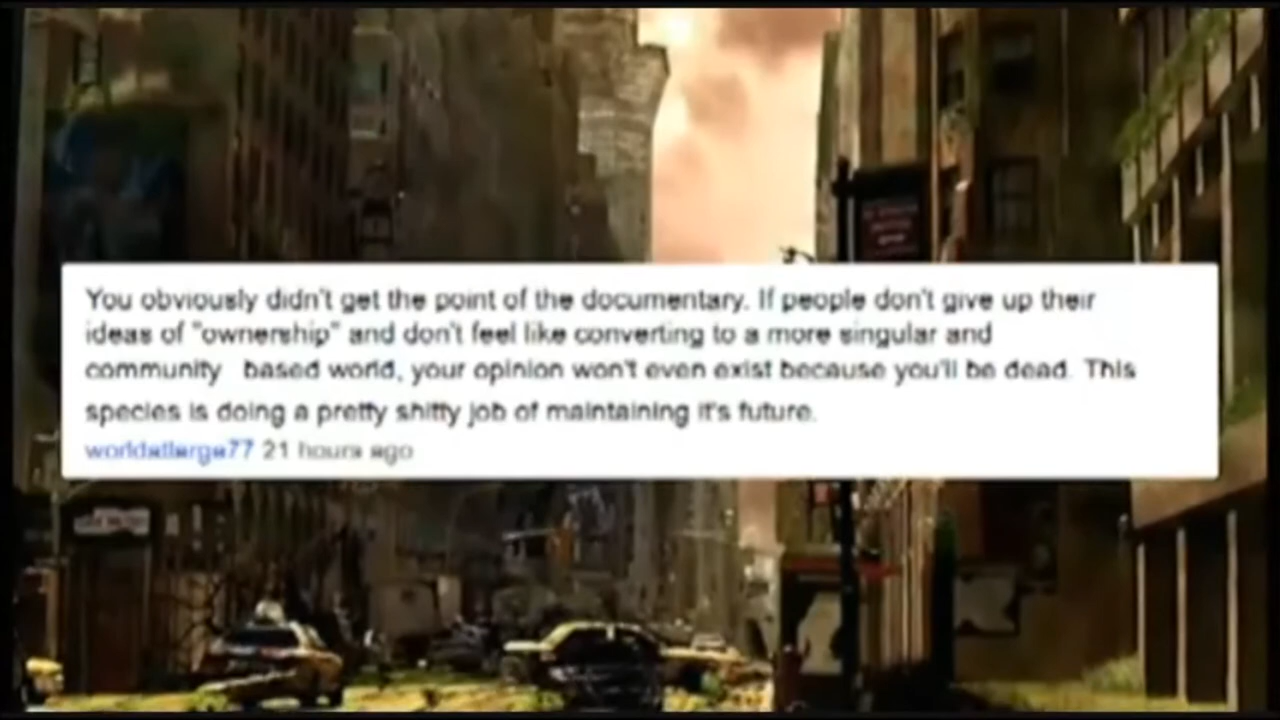 You obviously didn't get the point of the documentary. If people don't give up their
ideas of "ownership" and don't feel like converting to a more singular and
community based world, your opinion won't even exist because you'll be dead. This
species is doing a pretty shitty job of maintaining it's future.
worldatlarge77 21 hours ago